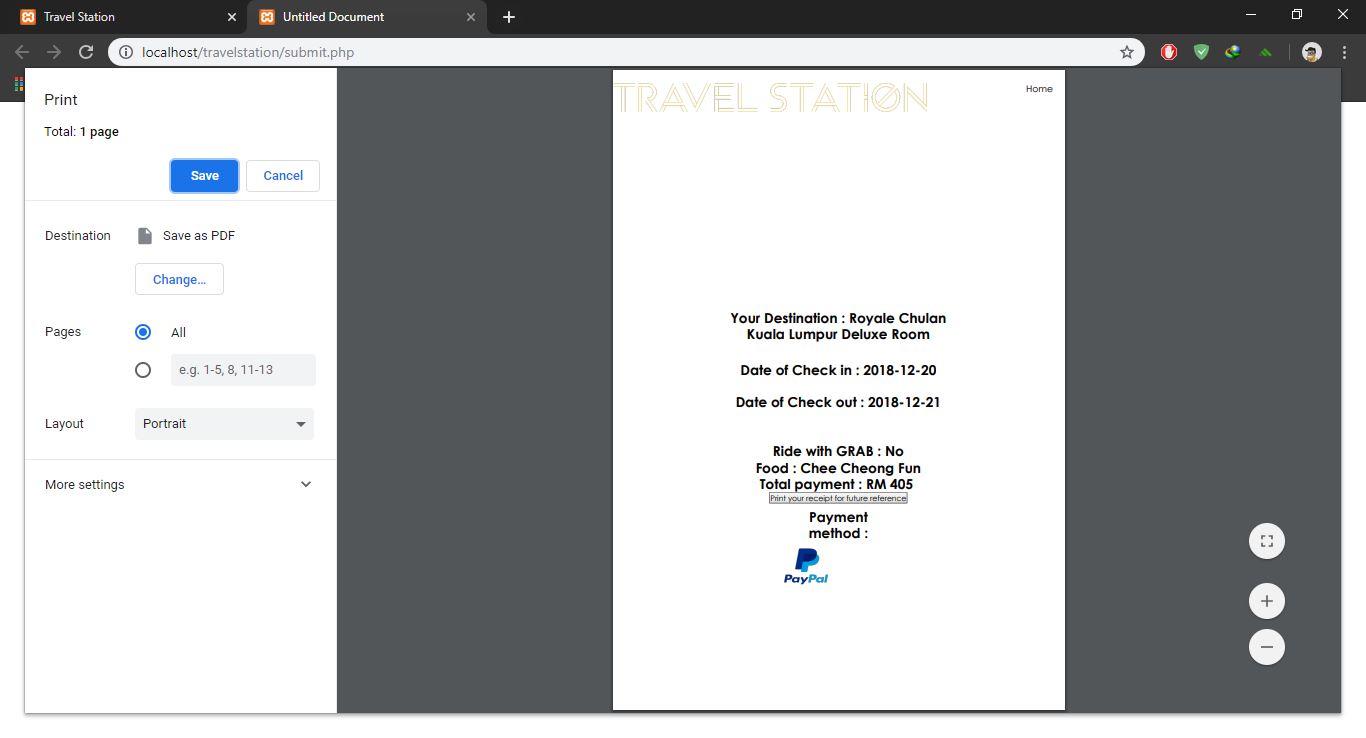 Travel Station
Untitled Document
localhost/travelstation/submit.php
Print
Total: 1 page
Save
Cancel
Destination
Save as PDF
Change...
Pages
All
e.g. 1-5, 8, 11-13
Layout
Portrait
More settings
TRAVEL STATION
Home
Your Destination : Royale Chulan
Kuala Lumpur Deluxe Room
Date of Check in : 2018-12-20
Date of Check out : 2018-12-21
Ride with GRAB : No
Food : Chee Cheong Fun
Total payment : RM 405
Print your receipt for future reference
Payment
method :
PayPal